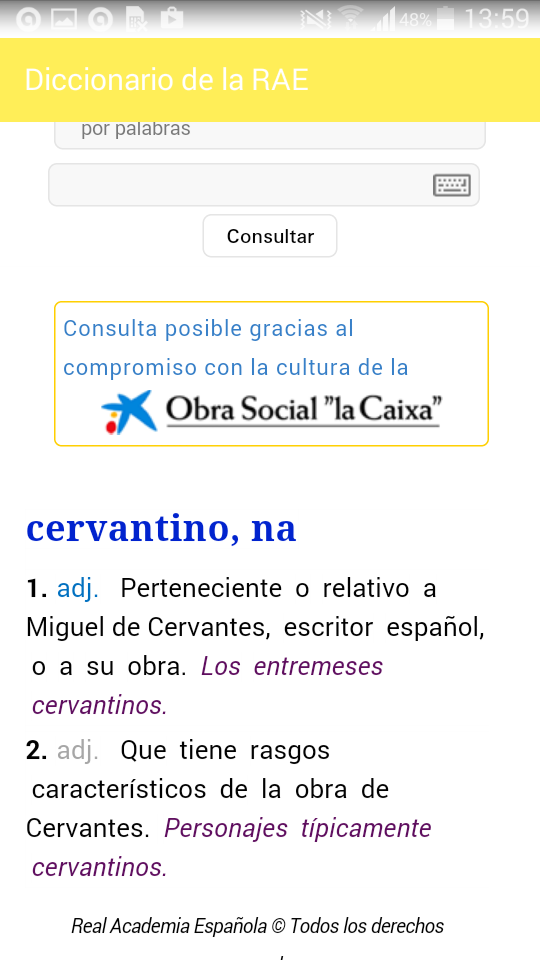 48% 13:59
Diccionario de la RAE
por palabras
Consultar
Consulta posible gracias al
compromiso con la cultura de la
Obra Social "la Caixa"
cervantino, na
1. adj. Perteneciente o relativo a
Miguel de Cervantes, escritor español,
o a su obra. Los entremeses
cervantinos.
2. adj. Que tiene rasgos
característicos de la obra de
Cervantes. Personajes típicamente
cervantinos.
Real Academia Española © Todos los derechos